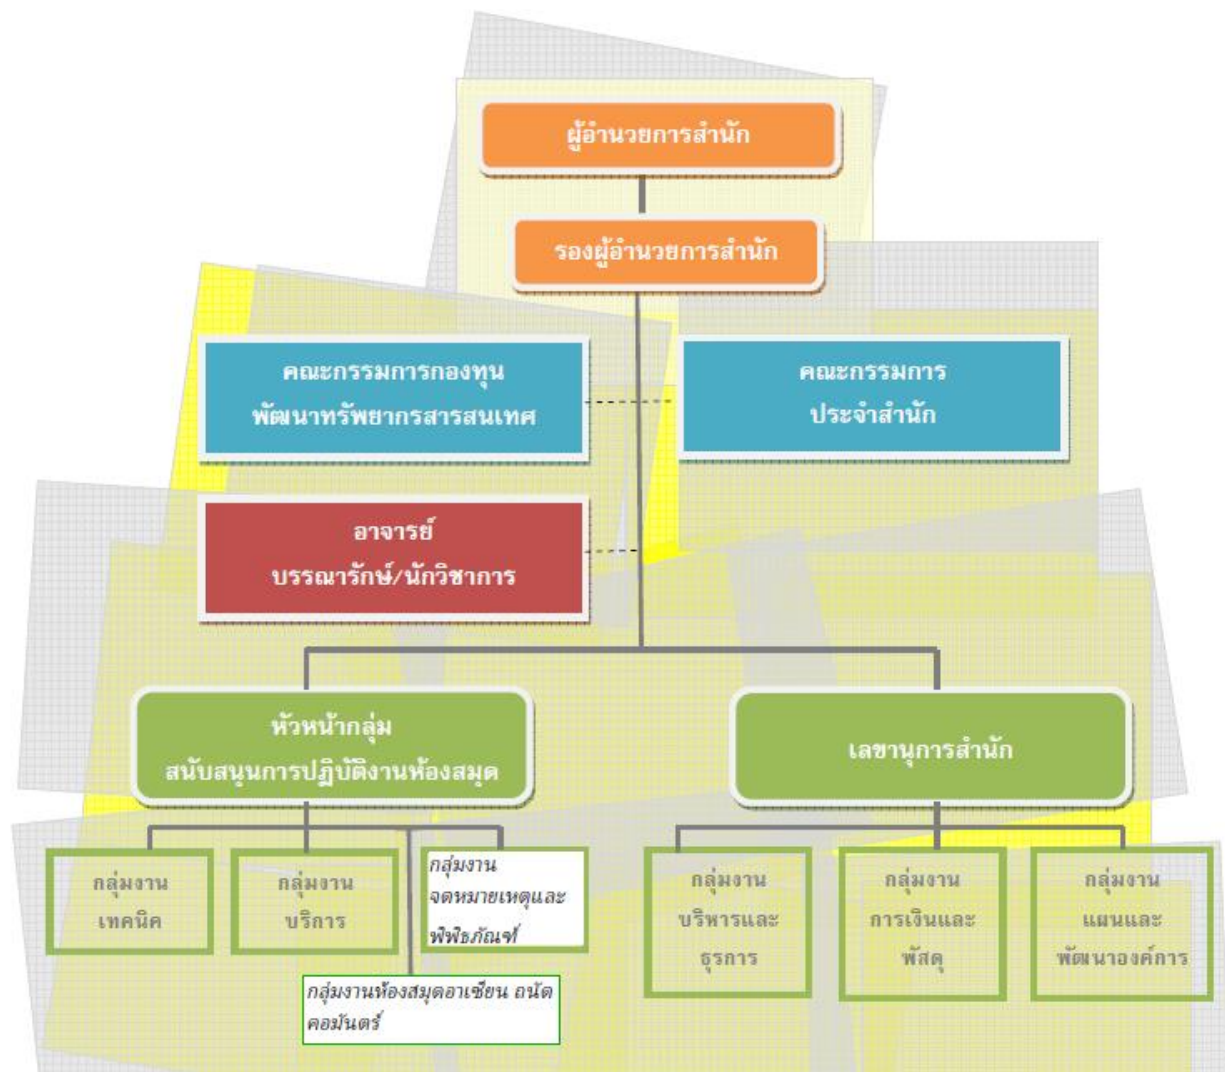 ผู้อำนวยการสำนัก
รองผู้อำนวยการสำนัก
คณะกรรมการกองทุน
พัฒนาทรัพยากรสารสนเทศ
คณะกรรมการ
ประจำสำนัก
อาจารย์
บรรณารักษ์/นักวิชาการ
หัวหน้ากลุ่ม
สนับสนุนการปฏิบัติงานห้องสมุด
เลขานุการสำนัก
กลุ่มงาน
เทคนิค
กลุ่มงาน
บริการ
กลุ่มงาน
จดหมายเหตุและ
พิพิธภัณฑ์
กลุ่มงานห้องสมุดอาเซียน ถนัด
คอมันตร์
กลุ่มงาน
บริหารและ
ธุรการ
กลุ่มงาน
การเงินและ
พัสดุ
กลุ่มงาน
แผนและ
พัฒนาองค์การ